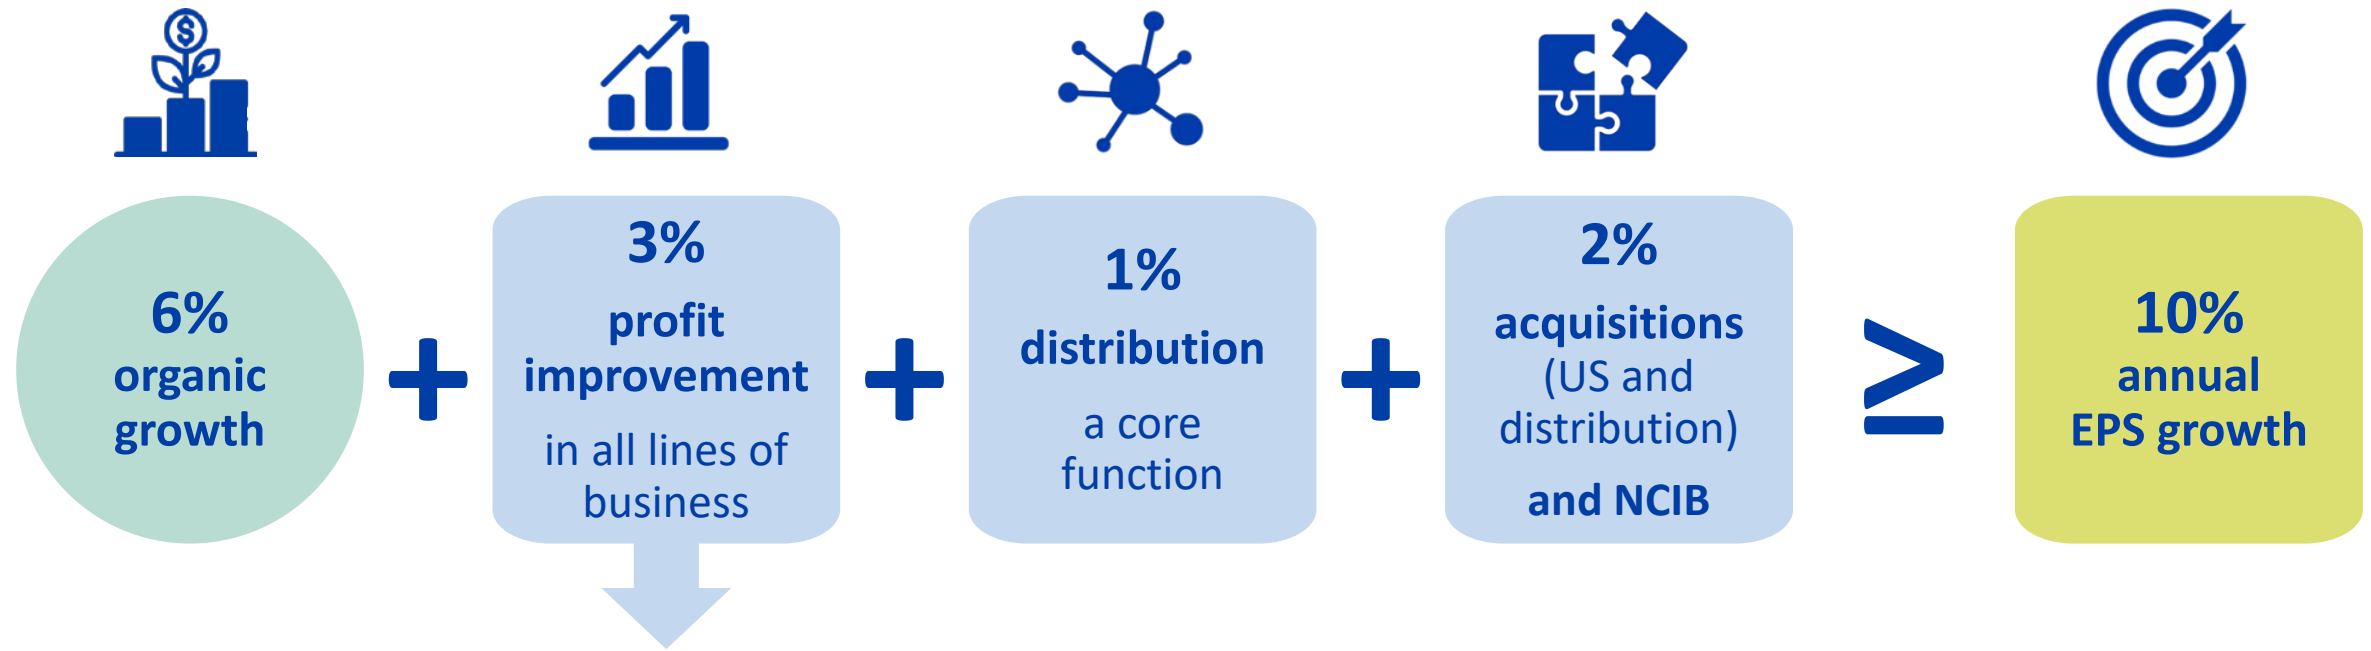 $
6%
organic
growth
+
3%
profit
improvement
in all lines of
business
+
1%
distribution
a core
function
+
2%
acquisitions
(US and
distribution)
and NCIB
≥
10%
annual
EPS growth